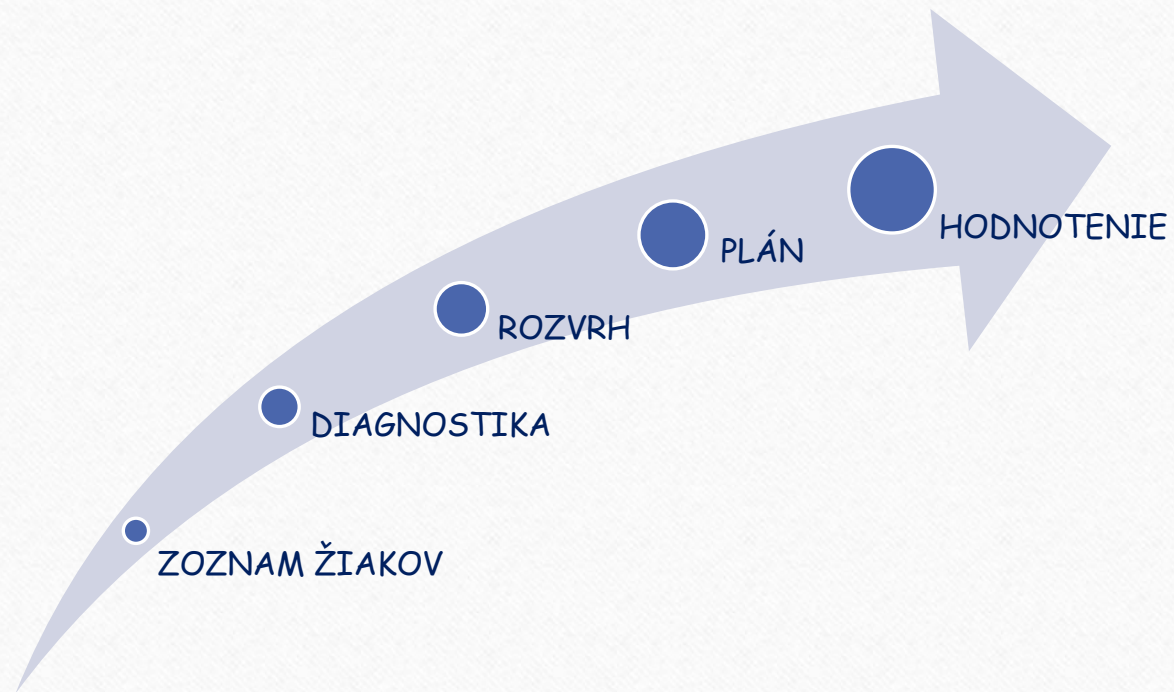 HODNOTENIE
PLÁN
ROZVRH
DIAGNOSTIKA
ZOZNAM ŽIAKOV